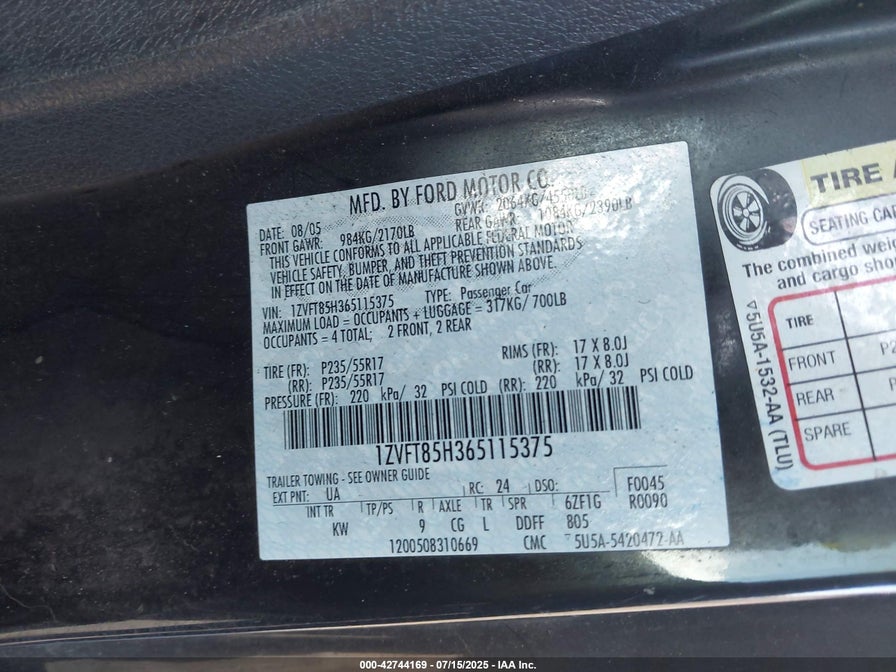 MFD. BY FORD MOTOR CO.
DATE: 08/05
GVWR: 2064KG/
FRONT GAWR: 984KG/2170LB
REAR GAWR: 1084KG/2390LB
THIS VEHICLE CONFORMS TO ALL APPLICABLE FEDERAL MOTOR
VEHICLE SAFETY, BUMPER, AND THEFT PREVENTION STANDARDS
IN EFFECT ON THE DATE OF MANUFACTURE SHOWN ABOVE.
VIN: 1ZVFT85H365115375 TYPE: Passenger Car
MAXIMUM LOAD = OCCUPANTS + LUGGAGE = 317KG/ 700LB
OCCUPANTS = 4 TOTAL; 2 FRONT, 2 REAR
TIRE (FR): P235/55R17 RIMS (FR): 17 X 8.0J
(RR): P235/55R17 (RR): 17 X 8.0J
PRESSURE (FR): 220 kPa/ 32 PSI COLD (RR): 220 kPa/ 32 PSI COLD
1ZVFT85H365115375
TRAILER TOWING - SEE OWNER GUIDE
EXT PNT: UA RC: 24 DSO: F0045
INT TR TP/PS R AXLE TR SPR 6ZF1G R0090
KW 9 CG L DDFF 805
1200508310669 CMC ▽5U5A-5420472-AA
TIRE
SEATING
The combined
and cargo
TIRE
FRONT
REAR
SPARE
▽5U5A-1532-AA (TLU)
000-42744169 - 07/15/2025 - IAA Inc.